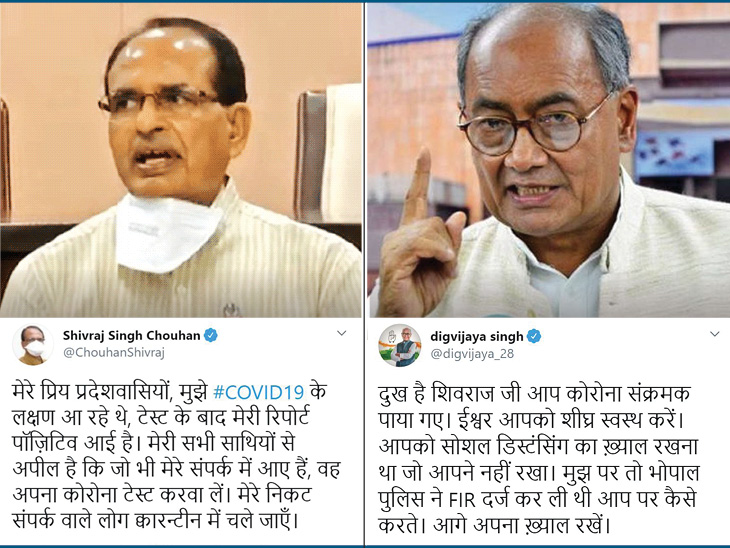 Shivraj Singh Chouhan
@ChouhanShivraj
मेरे प्रिय प्रदेशवासियों, मुझे #COVID19 के
लक्षण आ रहे थे, टेस्ट के बाद मेरी रिपोर्ट
पॉज़िटिव आई है। मेरी सभी साथियों से
अपील है कि जो भी मेरे संपर्क में आए हैं, वह
अपना कोरोना टेस्ट करवा लें। मेरे निकट
संपर्क वाले लोग क्वारन्टीन में चले जाएँ।
digvijaya singh
@digvijaya_28
दुख है शिवराज जी आप कोरोना संक्रमक
पाया गए। ईश्वर आपको शीघ्र स्वस्थ करें।
आपको सोशल डिस्टंसिंग का ख़्याल रखना
था जो आपने नहीं रखा। मुझ पर तो भोपाल
पुलिस ने FIR दर्ज कर ली थी आप पर कैसे
करते। आगे अपना ख़्याल रखें।